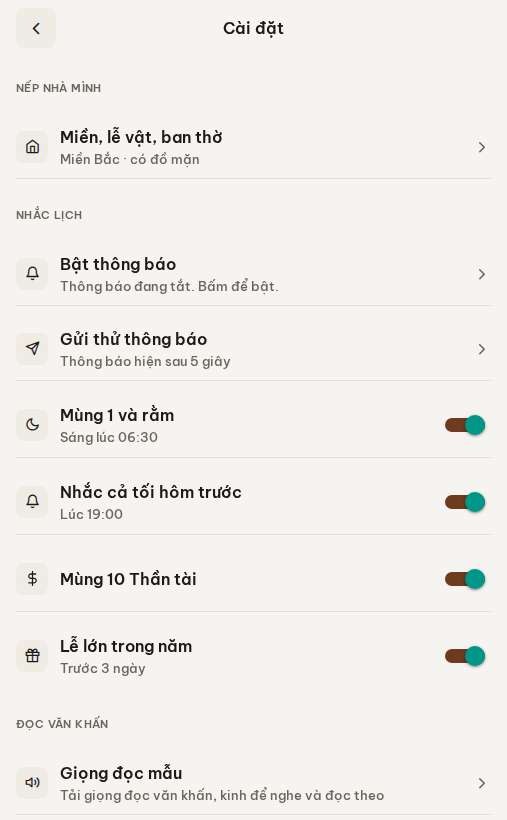 Cài đặt
NẾP NHÀ MÌNH
Miền, lễ vật, ban thờ
Miền Bắc · có đồ mặn
NHẮC LỊCH
Bật thông báo
Thông báo đang tắt. Bấm để bật.
Gửi thử thông báo
Thông báo hiện sau 5 giây
Mùng 1 và rằm
Sáng lúc 06:30
Nhắc cả tối hôm trước
Lúc 19:00
Mùng 10 Thần tài
Lễ lớn trong năm
Trước 3 ngày
ĐỌC VĂN KHẤN
Giọng đọc mẫu
Tải giọng đọc văn khấn, kinh để nghe và đọc theo